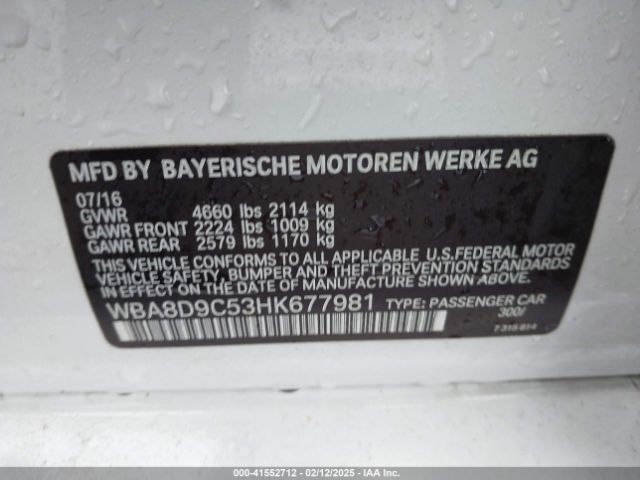 MFD BY BAYERISCHE MOTOREN WERKE AG
07/16
GVWR 4660 lbs 2114 kg
GAWR FRONT 2224 lbs 1009 kg
GAWR REAR 2579 lbs 1170 kg
THIS VEHICLE CONFORMS TO ALL APPLICABLE U.S.FEDERAL MOTOR
VEHICLE SAFETY, BUMPER AND THEFT PREVENTION STANDARDS
IN EFFECT ON THE DATE OF MANUFACTURE SHOWN ABOVE.
WBA8D9C53HK677981 TYPE: PASSENGER CAR
300/
000-41552712 - 02/12/2025 - IAA Inc.